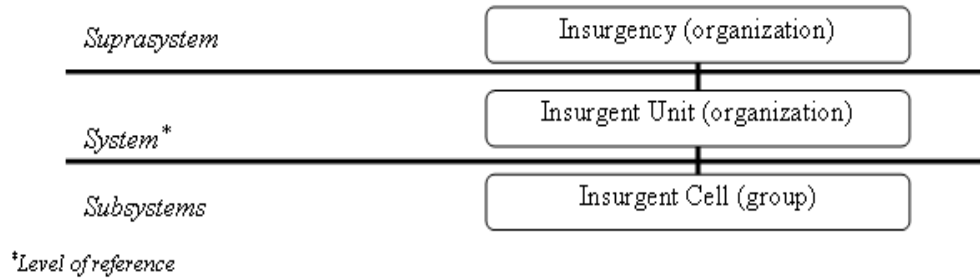 Suprasystem
Insurgency (organization)
System*
Insurgent Unit (organization)
Subsystems
Insurgent Cell (group)
*Level of reference